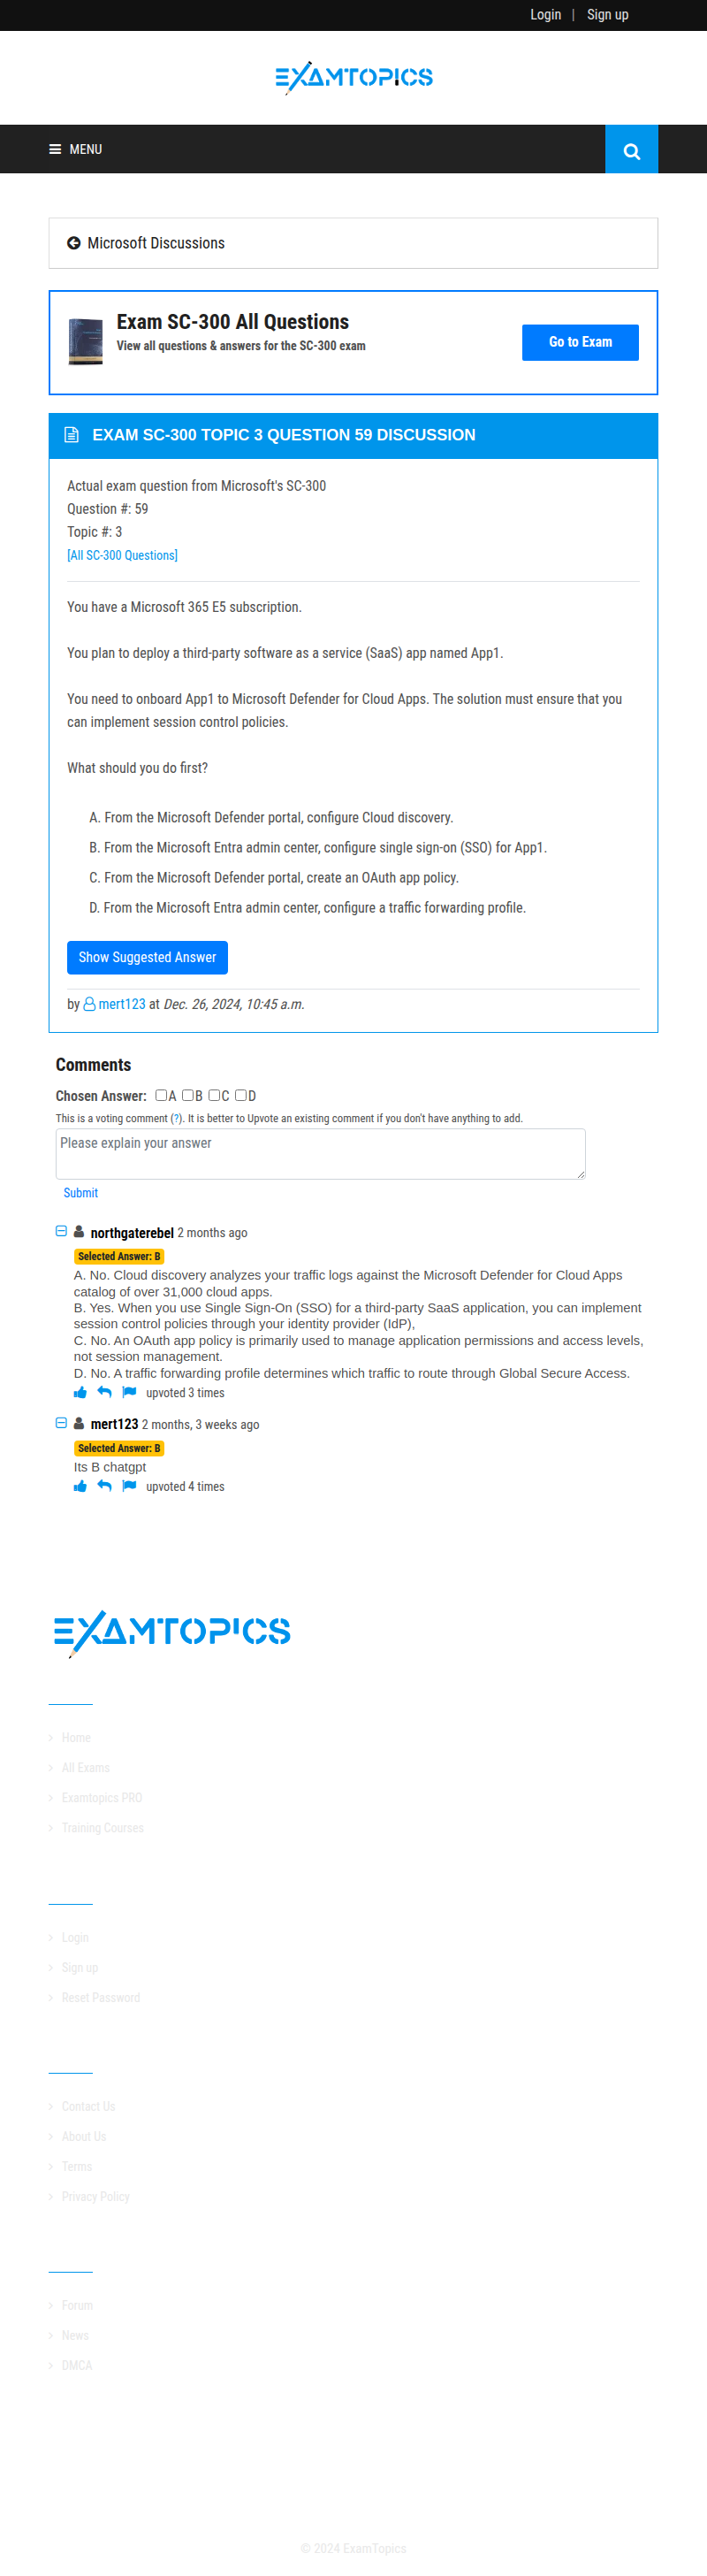 Login | Sign up
EXAMTOPICS
MENU
Microsoft Discussions
Exam SC-300 All Questions
View all questions & answers for the SC-300 exam
Go to Exam
EXAM SC-300 TOPIC 3 QUESTION 59 DISCUSSION
Actual exam question from Microsoft's SC-300
Question #: 59
Topic #: 3
[All SC-300 Questions]
You have a Microsoft 365 E5 subscription.
You plan to deploy a third-party software as a service (SaaS) app named App1.
You need to onboard App1 to Microsoft Defender for Cloud Apps. The solution must ensure that you
can implement session control policies.
What should you do first?
A. From the Microsoft Defender portal, configure Cloud discovery.
B. From the Microsoft Entra admin center, configure single sign-on (SSO) for App1.
C. From the Microsoft Defender portal, create an OAuth app policy.
D. From the Microsoft Entra admin center, configure a traffic forwarding profile.
Show Suggested Answer
by mert123 at Dec. 26, 2024, 10:45 a.m.
Comments
Chosen Answer: A B C D
This is a voting comment (?). It is better to Upvote an existing comment if you don't have anything to add.
Please explain your answer
Submit
northgaterebel 2 months ago
Selected Answer: B
A. No. Cloud discovery analyzes your traffic logs against the Microsoft Defender for Cloud Apps
catalog of over 31,000 cloud apps.
B. Yes. When you use Single Sign-On (SSO) for a third-party SaaS application, you can implement
session control policies through your identity provider (IdP),
C. No. An OAuth app policy is primarily used to manage application permissions and access levels,
not session management.
D. No. A traffic forwarding profile determines which traffic to route through Global Secure Access.
upvoted 3 times
mert123 2 months, 3 weeks ago
Selected Answer: B
Its B chatgpt
upvoted 4 times
EXAMTOPICS
Home
All Exams
Examtopics PRO
Training Courses
Login
Sign up
Reset Password
Contact Us
About Us
Terms
Privacy Policy
Forum
News
DMCA
© 2024 ExamTopics